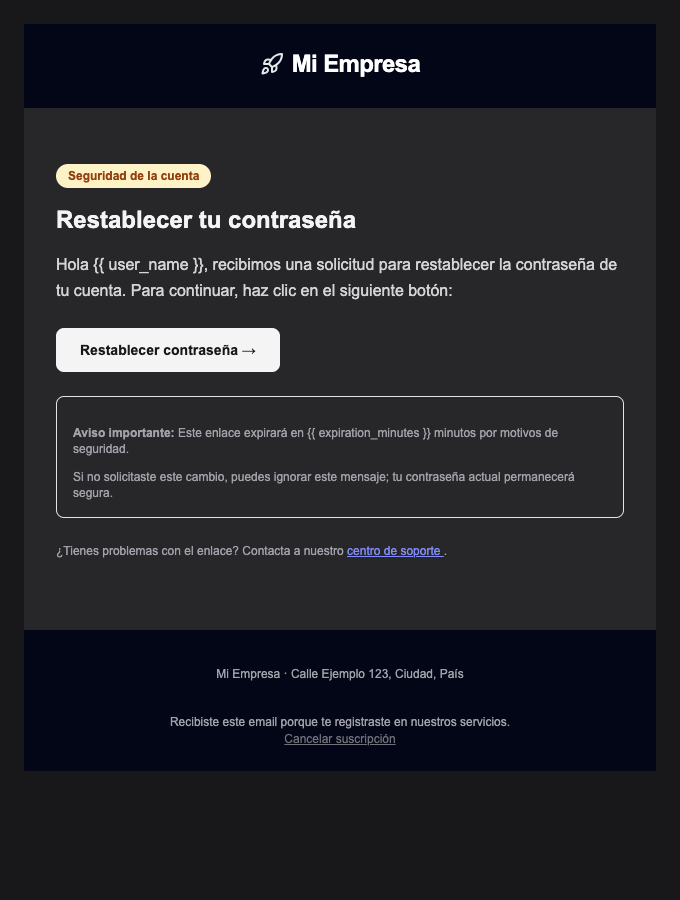 Mi Empresa
Seguridad de la cuenta
Restablecer tu contraseña
Hola {{ user_name }}, recibimos una solicitud para restablecer la contraseña de
tu cuenta. Para continuar, haz clic en el siguiente botón:
Restablecer contraseña →
Aviso importante: Este enlace expirará en {{ expiration_minutes }} minutos por motivos de
seguridad.
Si no solicitaste este cambio, puedes ignorar este mensaje; tu contraseña actual permanecerá
segura.
¿Tienes problemas con el enlace? Contacta a nuestro centro de soporte .
Mi Empresa · Calle Ejemplo 123, Ciudad, País
Recibiste este email porque te registraste en nuestros servicios.
Cancelar suscripción